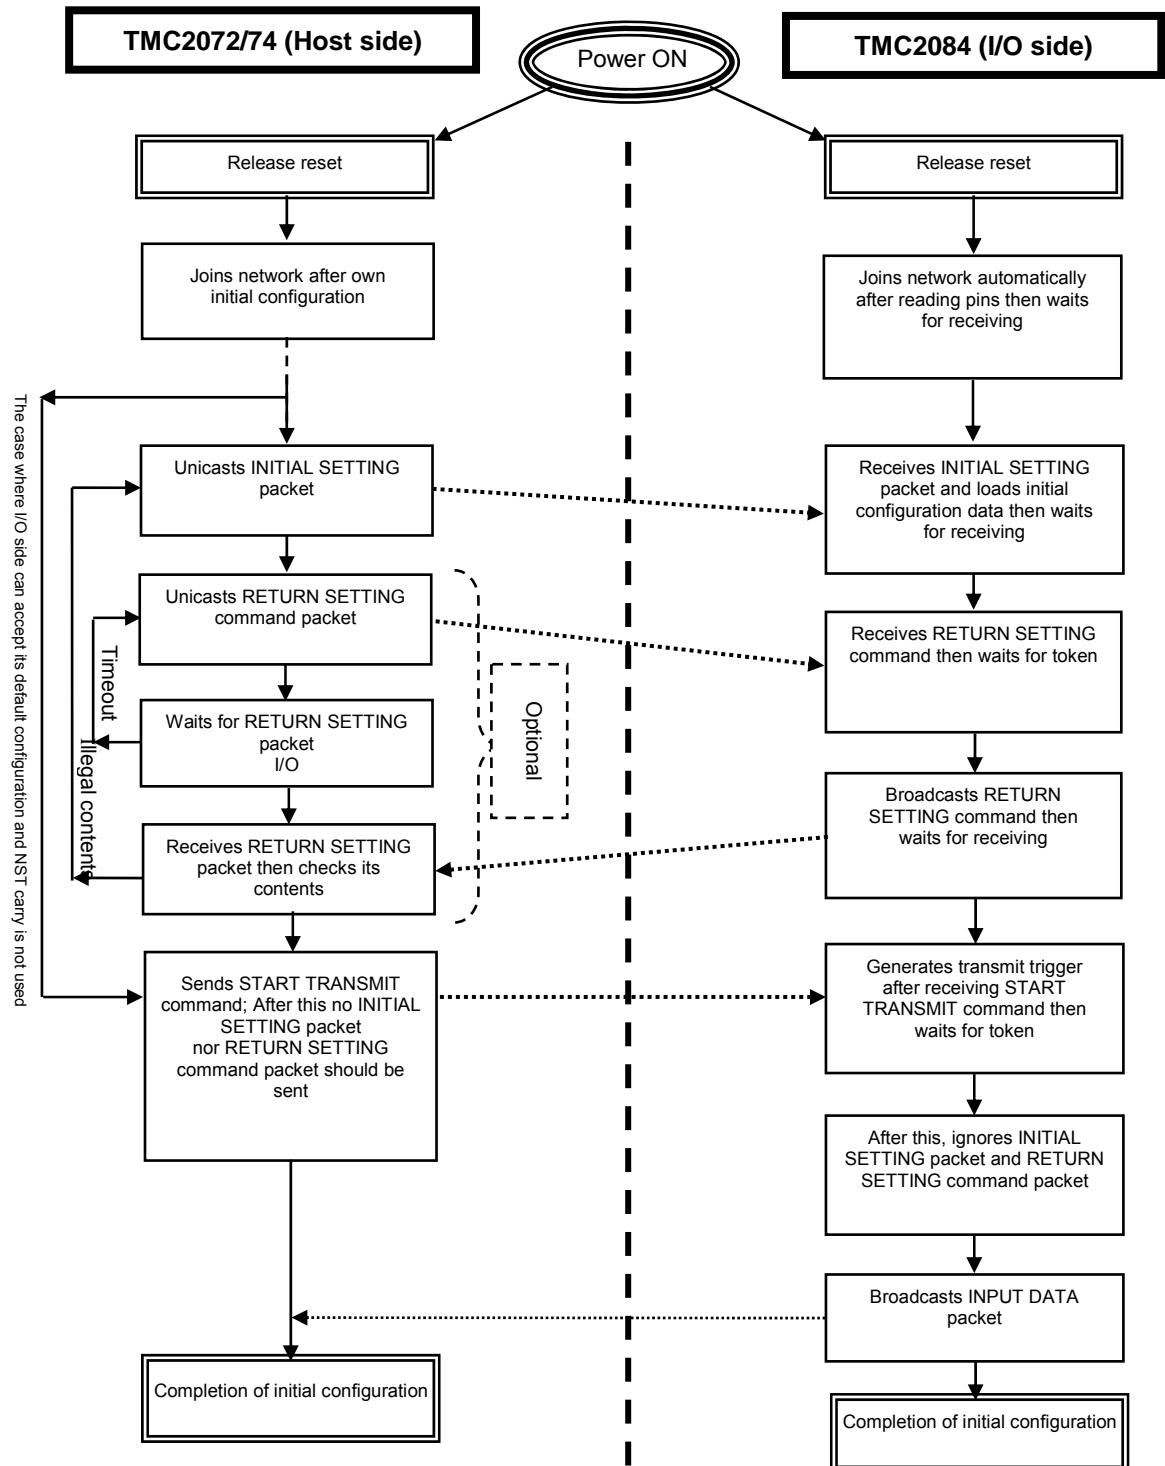 TMC2072/74 (Host side)
Power ON
TMC2084 (I/O side)
Release reset
Release reset
Joins network after own
initial configuration
Joins network automatically
after reading pins then waits
for receiving
The case where I/O side can accept its default configuration and NST carry is not used
Unicasts INITIAL SETTING
packet
Receives INITIAL SETTING
packet and loads initial
configuration data then waits
for receiving
Unicasts RETURN SETTING
command packet
Receives RETURN SETTING
command then waits for token
Timeout
Optional
Waits for RETURN SETTING
packet
I/O
Illegal contents
Broadcasts RETURN
SETTING command then
waits for receiving
Receives RETURN SETTING
packet then checks its
contents
Sends START TRANSMIT
command; After this no INITIAL
SETTING packet
nor RETURN SETTING
command packet should be
sent
Generates transmit trigger
after receiving START
TRANSMIT command then
waits for token
After this, ignores INITIAL
SETTING packet and RETURN
SETTING command packet
Broadcasts INPUT DATA
packet
Completion of initial configuration
Completion of initial configuration